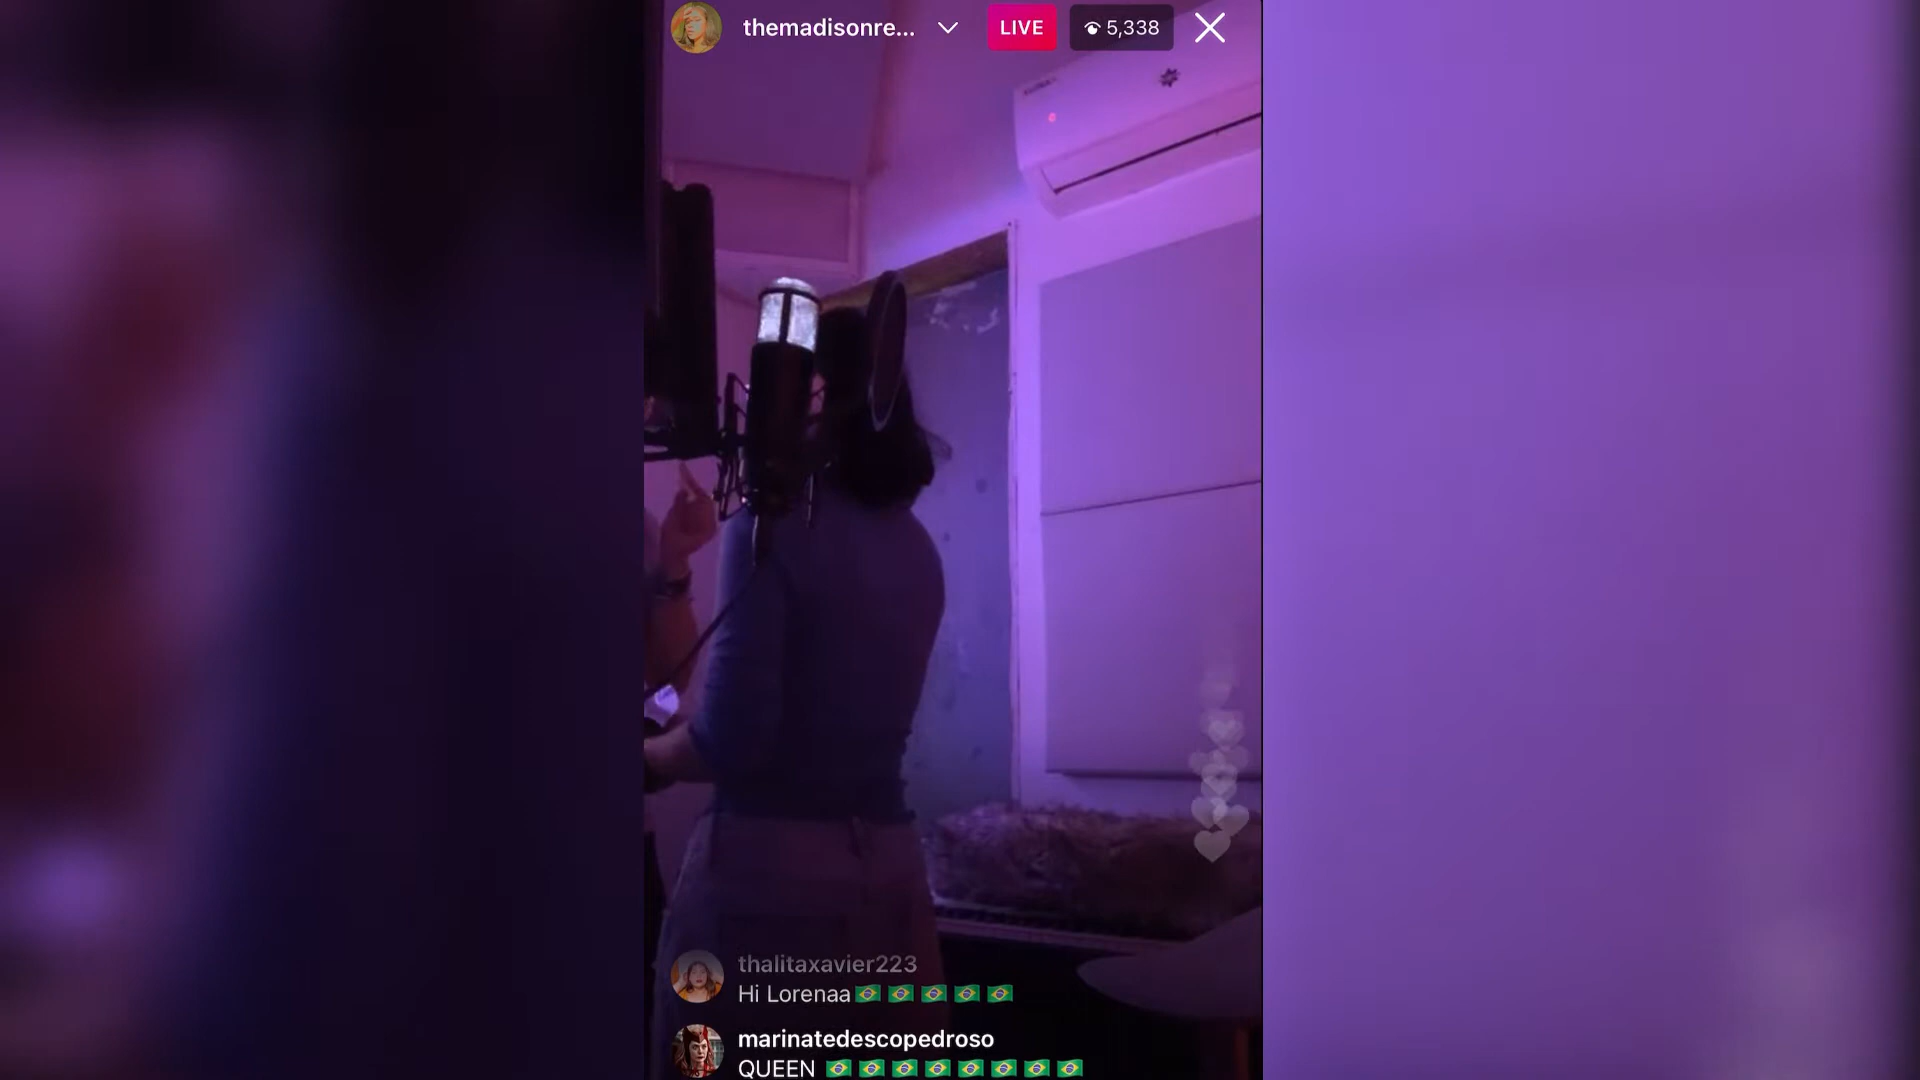 themadisonre...
LIVE
5,338
thalitaxavier223
Hi Lorenaa🇧🇷🇧🇷🇧🇷🇧🇷🇧🇷
marinatedescopedroso
QUEEN 🇧🇷🇧🇷🇧🇷🇧🇷🇧🇷🇧🇷🇧🇷🇧🇷